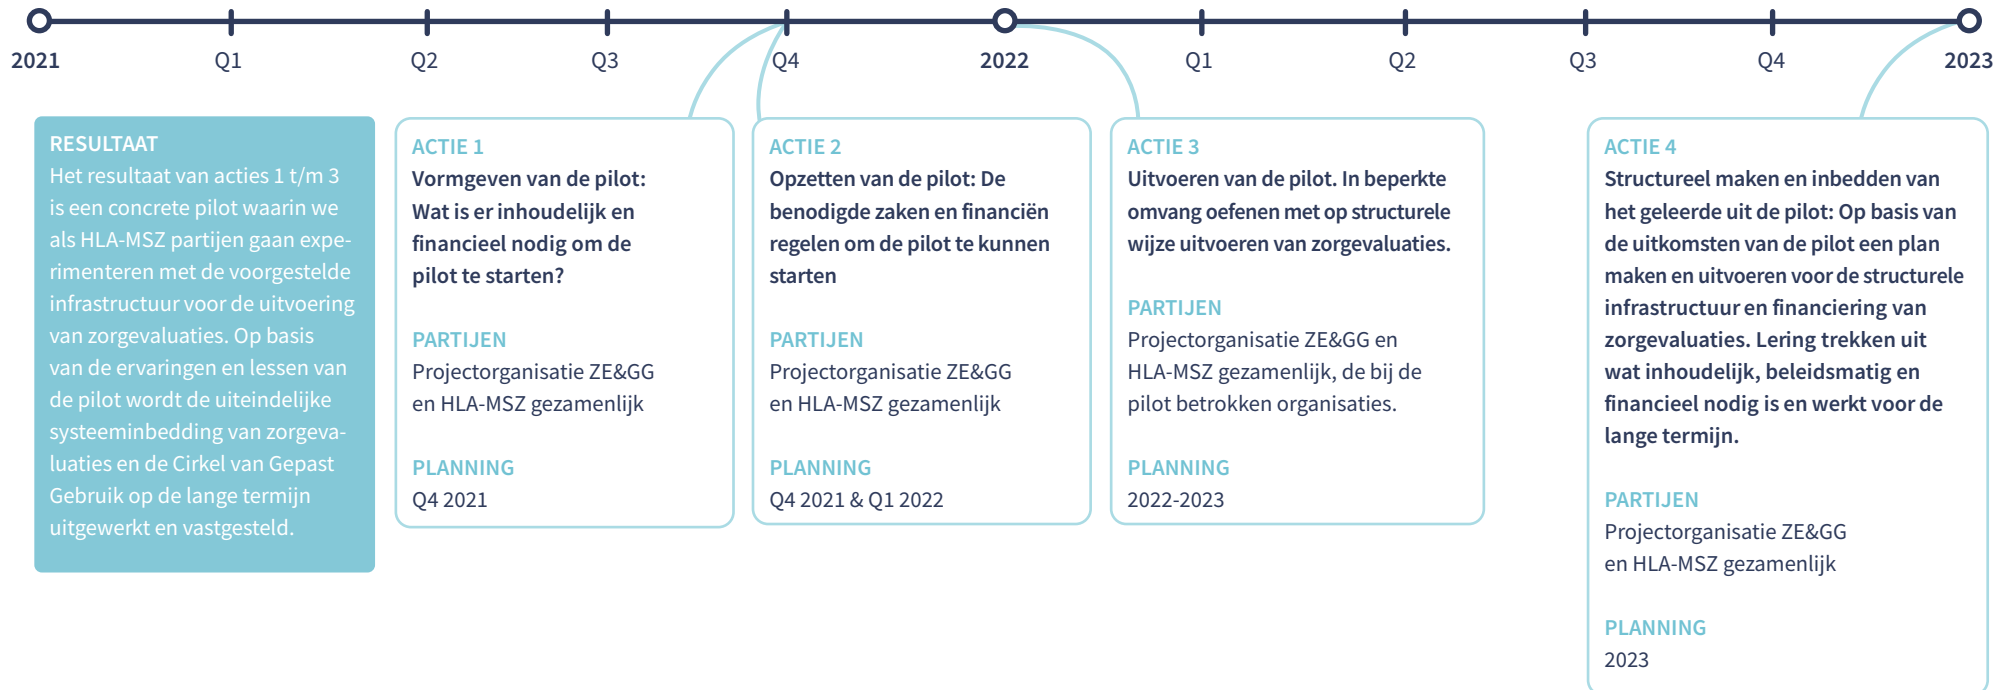 2021
Q1
Q2
Q3
Q4
2022
Q1
Q2
Q3
Q4
2023
RESULTAAT
Het resultaat van acties 1 t/m 3
is een concrete pilot waarin we
als HLA-MSZ partijen gaan expe-
rimenteren met de voorgestelde
infrastructuur voor de uitvoering
van zorgevaluaties. Op basis
van de ervaringen en lessen van
de pilot wordt de uiteindelijke
systeeminbedding van zorgeva-
luaties en de Cirkel van Gepast
Gebruik op de lange termijn
uitgewerkt en vastgesteld.
ACTIE 1
Vormgeven van de pilot:
Wat is er inhoudelijk en
financieel nodig om de
pilot te starten?
PARTIJEN
Projectorganisatie ZE&GG
en HLA-MSZ gezamenlijk
PLANNING
Q4 2021
ACTIE 2
Opzetten van de pilot: De
benodigde zaken en financiën
regelen om de pilot te kunnen
starten
PARTIJEN
Projectorganisatie ZE&GG
en HLA-MSZ gezamenlijk
PLANNING
Q4 2021 & Q1 2022
ACTIE 3
Uitvoeren van de pilot. In beperkte
omvang oefenen met op structurele
wijze uitvoeren van zorgevaluaties.
PARTIJEN
Projectorganisatie ZE&GG en
HLA-MSZ gezamenlijk, de bij de
pilot betrokken organisaties.
PLANNING
2022-2023
ACTIE 4
Structureel maken en inbedden van
het geleerde uit de pilot: Op basis van
de uitkomsten van de pilot een plan
maken en uitvoeren voor de structurele
infrastructuur en financiering van
zorgevaluaties. Lering trekken uit
wat inhoudelijk, beleidsmatig en
financieel nodig is en werkt voor de
lange termijn.
PARTIJEN
Projectorganisatie ZE&GG
en HLA-MSZ gezamenlijk
PLANNING
2023